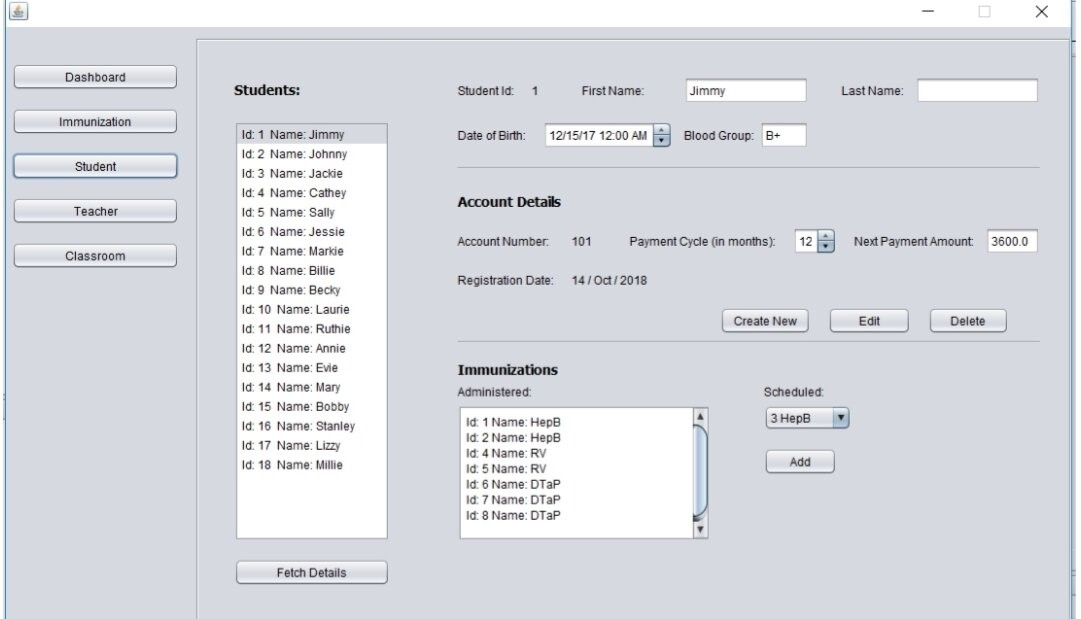 Dashboard
Immunization
Student
Teacher
Classroom
Students:
Id: 1 Name: Jimmy
Id: 2 Name: Johnny
Id: 3 Name: Jackie
Id: 4 Name: Cathey
Id: 5 Name: Sally
Id: 6 Name: Jessie
Id: 7 Name: Markie
Id: 8 Name: Billie
Id: 9 Name: Becky
Id: 10 Name: Laurie
Id: 11 Name: Ruthie
Id: 12 Name: Annie
Id: 13 Name: Evie
Id: 14 Name: Mary
Id: 15 Name: Bobby
Id: 16 Name: Stanley
Id: 17 Name: Lizzy
Id: 18 Name: Millie
Fetch Details
Student Id: 1 First Name: Jimmy Last Name:
Date of Birth: 12/15/17 12:00 AM Blood Group: B+
Account Details
Account Number: 101 Payment Cycle (in months): 12 Next Payment Amount: 3600.0
Registration Date: 14 / Oct / 2018
Create New Edit Delete
Immunizations
Administered: Scheduled:
Id: 1 Name: HepB
Id: 2 Name: HepB
Id: 4 Name: RV
Id: 5 Name: RV
Id: 6 Name: DTaP
Id: 7 Name: DTaP
Id: 8 Name: DTaP
3 HepB
Add